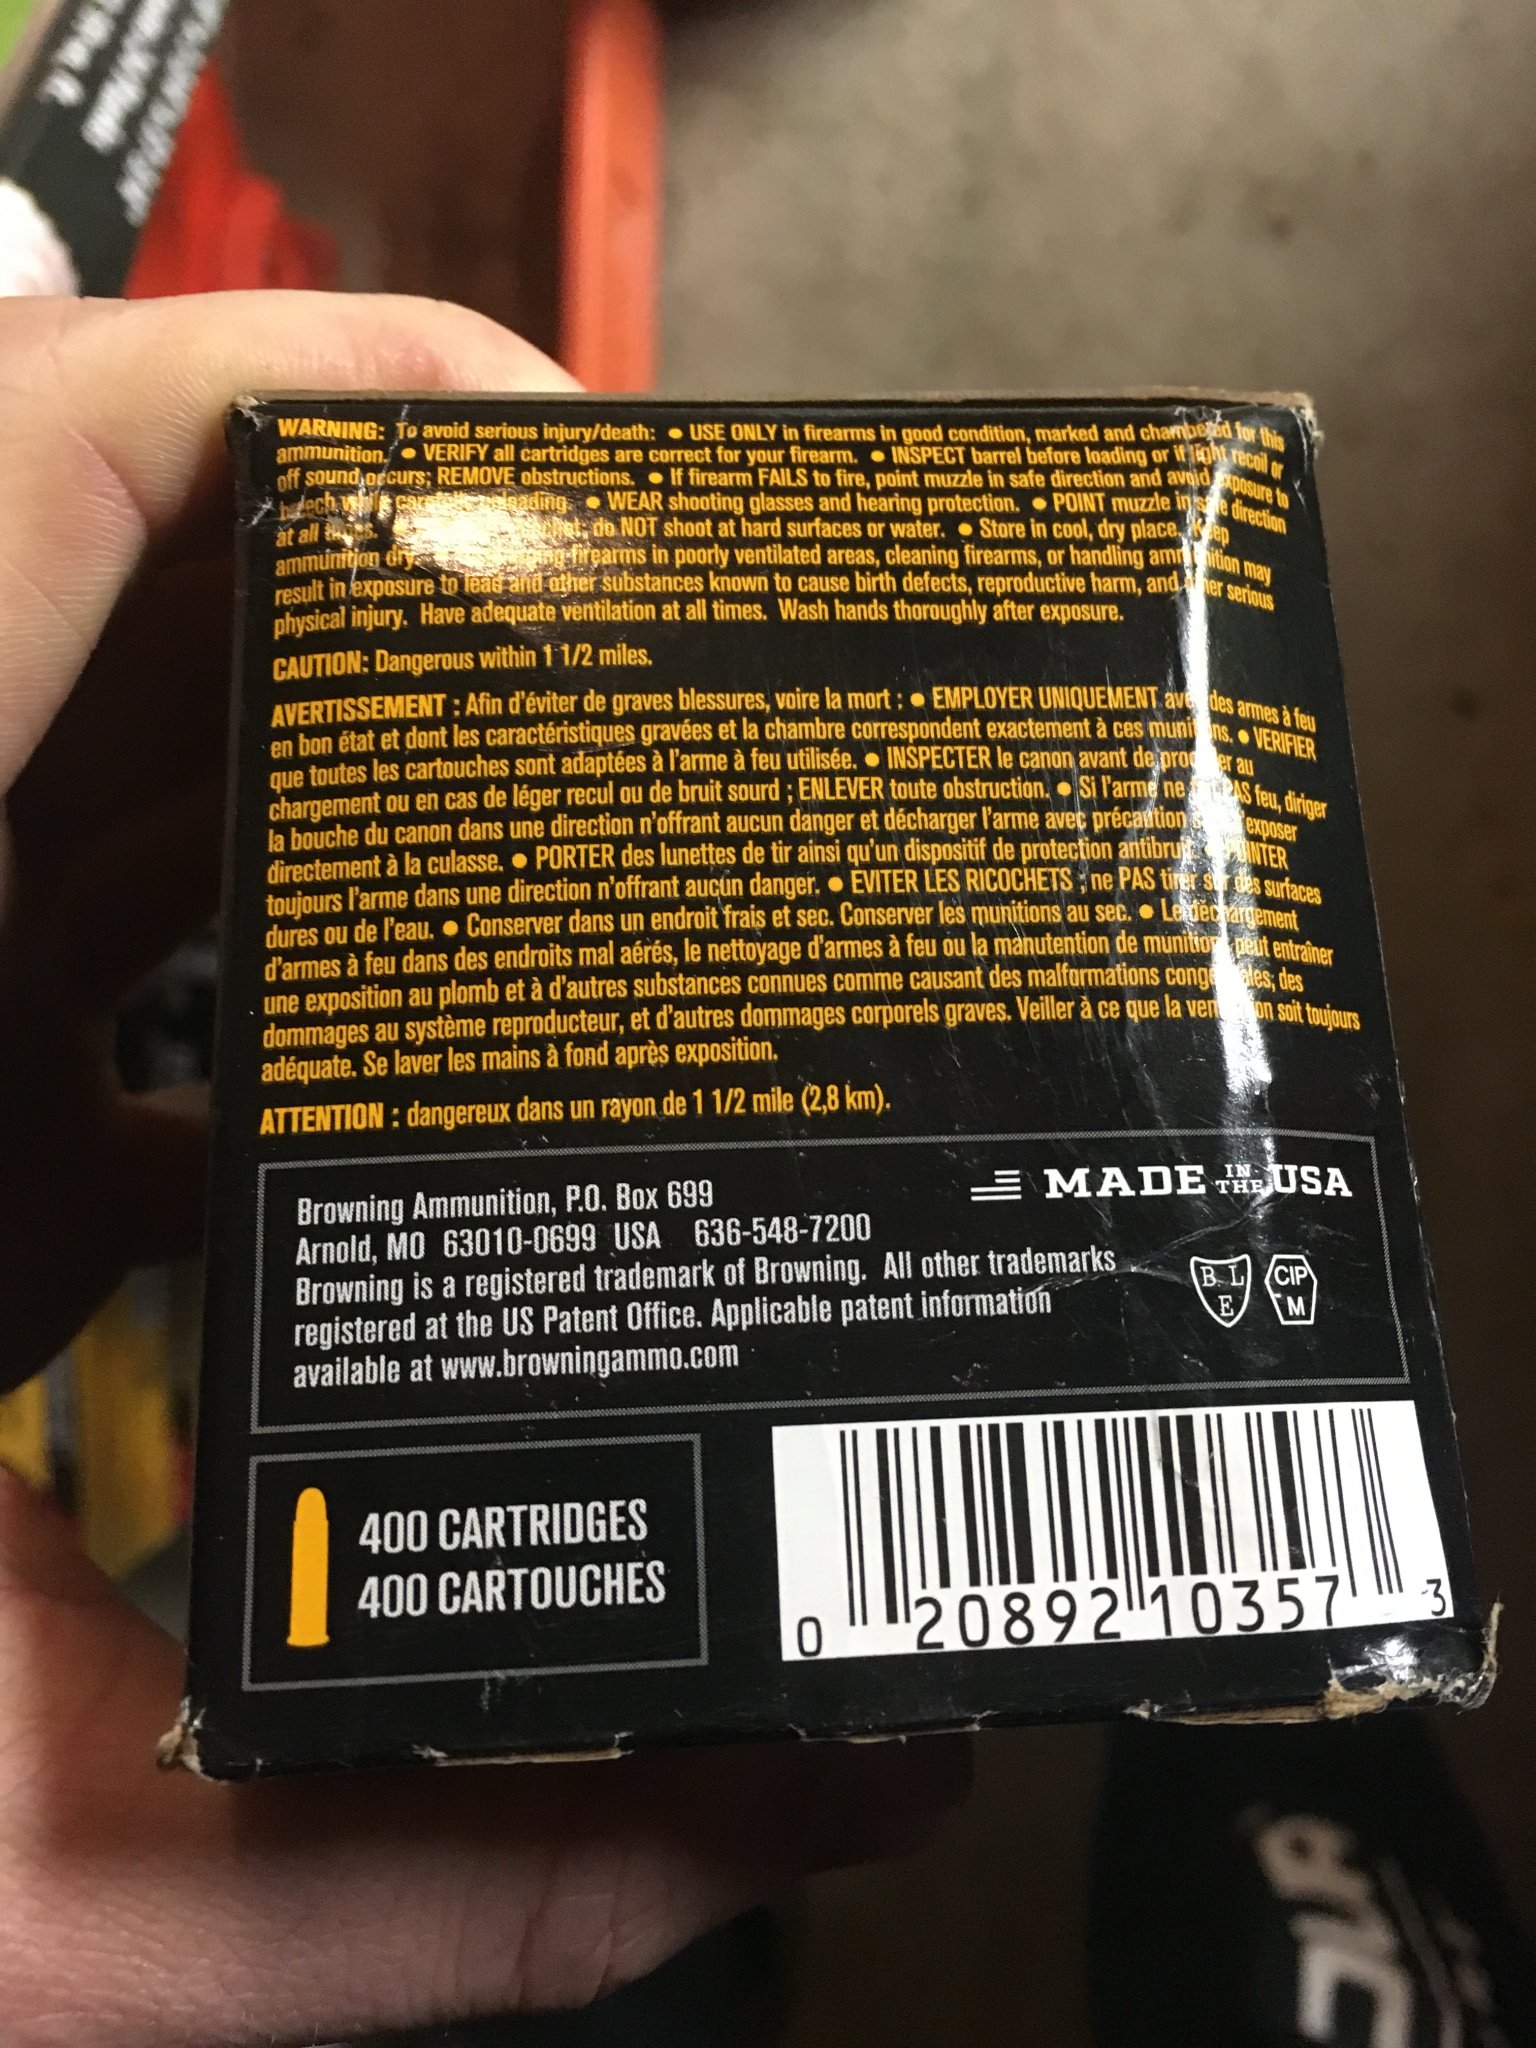 WARNING: To avoid serious injury/death: ● USE ONLY in firearms in good condition, marked and chambered for this
ammunition. ● VERIFY all cartridges are correct for your firearm. ● INSPECT barrel before loading or if light recoil or
off sound occurs; REMOVE obstructions. ● If firearm FAILS to fire, point muzzle in safe direction and avoid exposure to
breech while carefully unloading. ● WEAR shooting glasses and hearing protection. ● POINT muzzle in safe direction
at all times. do NOT shoot at hard surfaces or water. ● Store in cool, dry place, keep
ammunition dry. firearms in poorly ventilated areas, cleaning firearms, or handling ammunition may
result in exposure to lead and other substances known to cause birth defects, reproductive harm, and other serious
physical injury. Have adequate ventilation at all times. Wash hands thoroughly after exposure.
CAUTION: Dangerous within 1 1/2 miles.
AVERTISSEMENT : Afin d'éviter de graves blessures, voire la mort : ● EMPLOYER UNIQUEMENT avec des armes à feu
en bon état et dont les caractéristiques gravées et la chambre correspondent exactement à ces munitions. ● VERIFIER
que toutes les cartouches sont adaptées à l'arme à feu utilisée. ● INSPECTER le canon avant de procéder au
chargement ou en cas de léger recul ou de bruit sourd ; ENLEVER toute obstruction. ● Si l'arme ne PAS feu, diriger
la bouche du canon dans une direction n'offrant aucun danger et décharger l'arme avec précaution s'exposer
directement à la culasse. ● PORTER des lunettes de tir ainsi qu'un dispositif de protection antibruit. ● POINTER
toujours l'arme dans une direction n'offrant aucun danger. ● EVITER LES RICOCHETS ; ne PAS tirer sur des surfaces
dures ou de l'eau. ● Conserver dans un endroit frais et sec. Conserver les munitions au sec. ● Le déchargement
d'armes à feu dans des endroits mal aérés, le nettoyage d'armes à feu ou la manutention de munitions peut entraîner
une exposition au plomb et à d'autres substances connues comme causant des malformations congénitales, des
dommages au système reproducteur, et d'autres dommages corporels graves. Veiller à ce que la ventilation soit toujours
adéquate. Se laver les mains à fond après exposition.
ATTENTION : dangereux dans un rayon de 1 1/2 mile (2,8 km).
Browning Ammunition, P.O. Box 699
Arnold, MO 63010-0699 USA 636-548-7200
Browning is a registered trademark of Browning. All other trademarks
registered at the US Patent Office. Applicable patent information
available at www.browningammo.com
MADE IN THE USA
B L E
CIP M
400 CARTRIDGES
400 CARTOUCHES
0 20892 10357 3